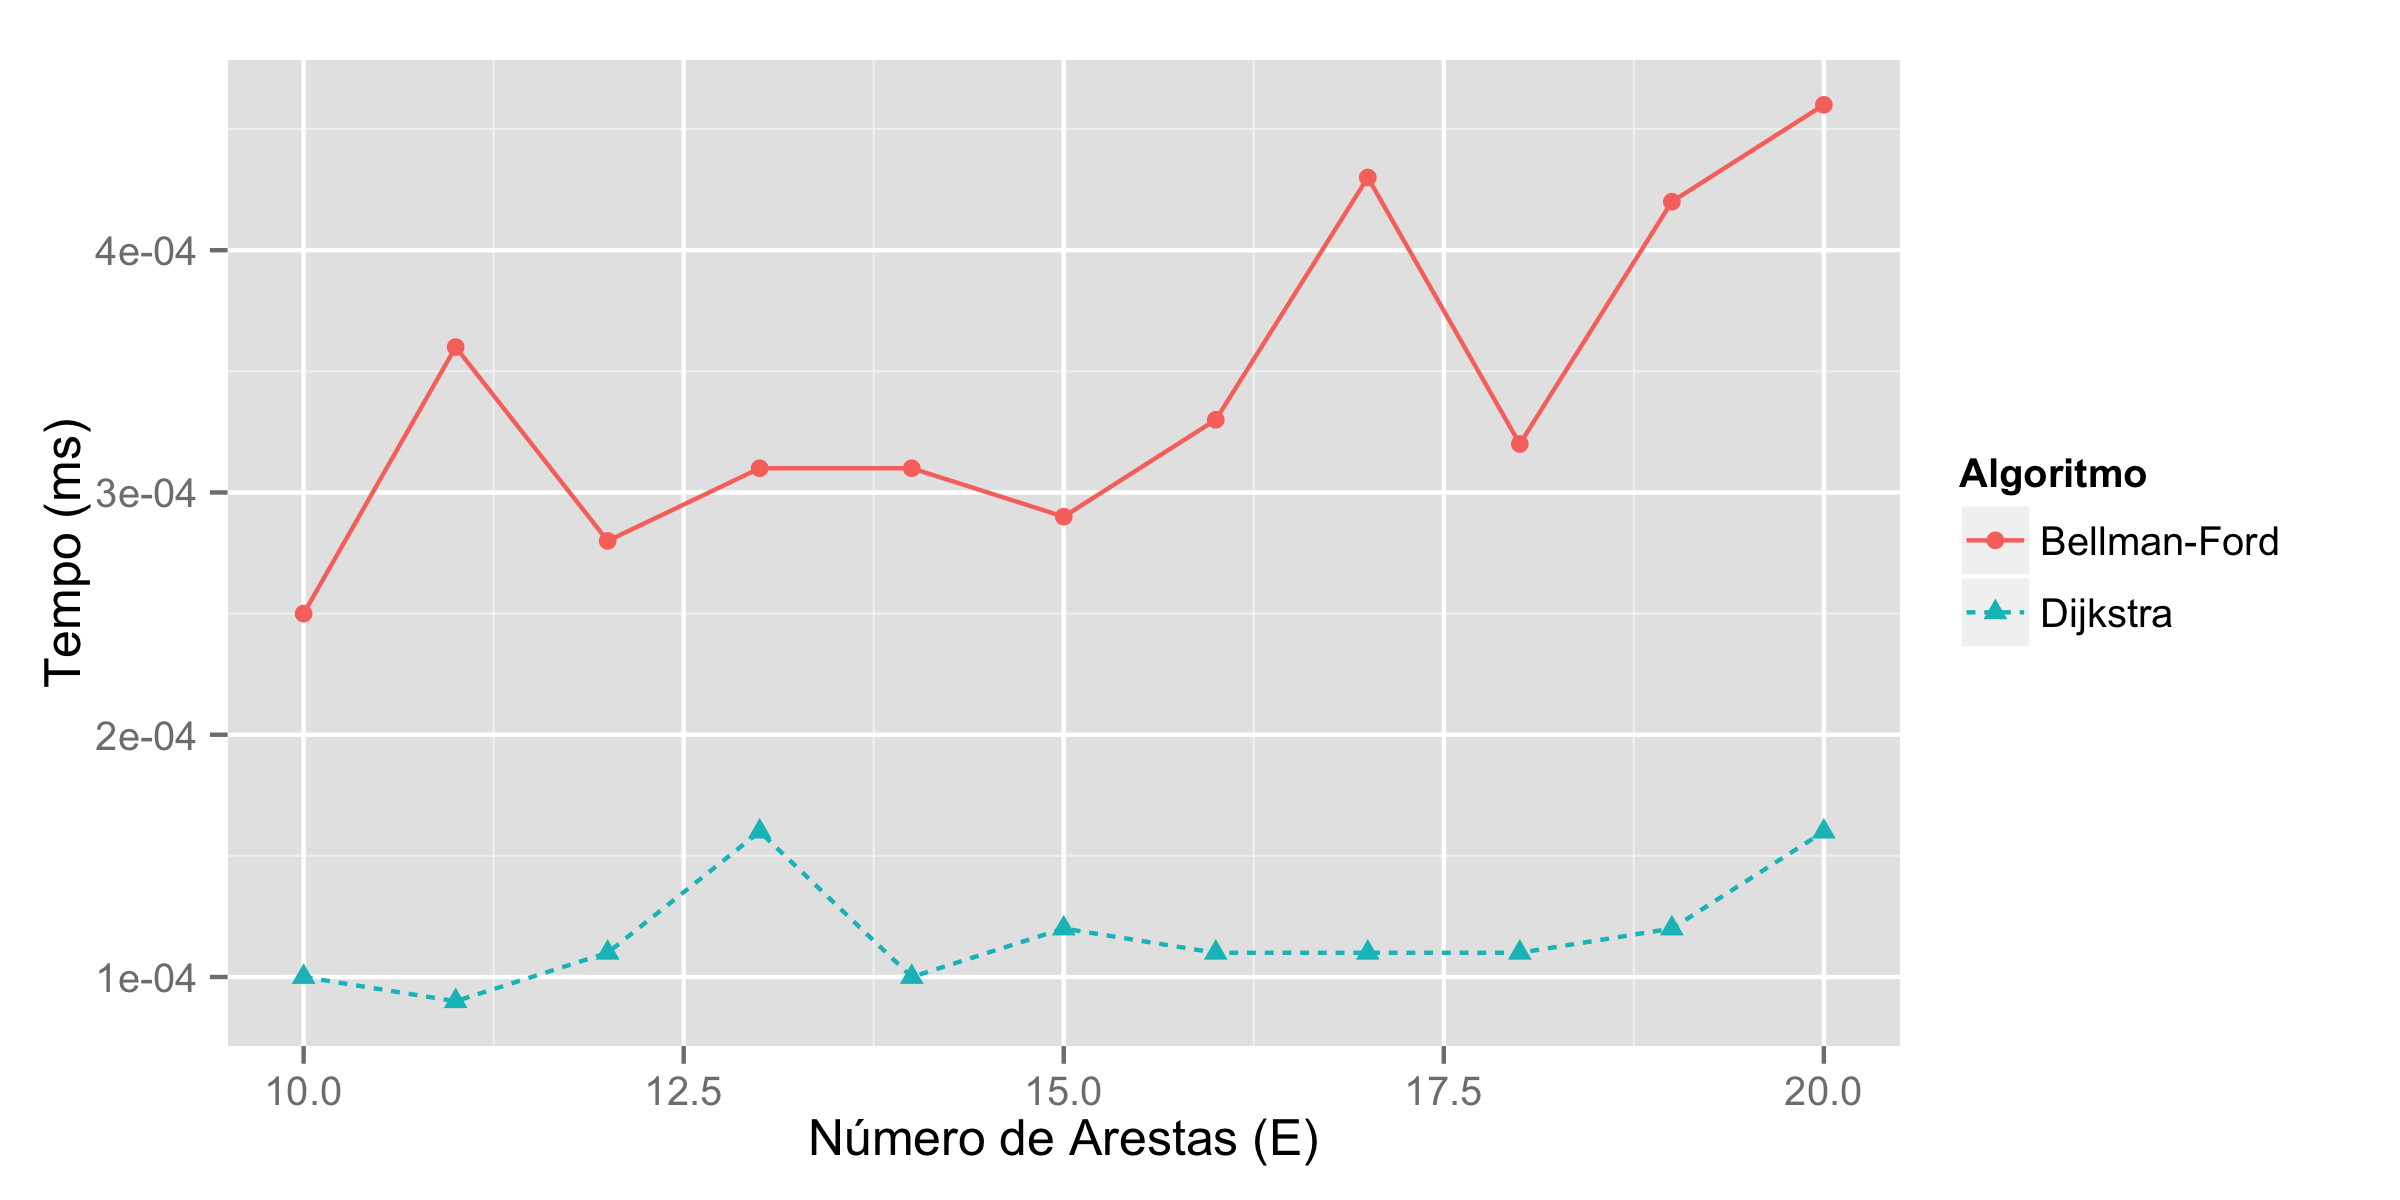 Tempo (ms)
4e-04
3e-04
2e-04
1e-04
10.0
12.5
15.0
17.5
20.0
Número de Arestas (E)
Algoritmo
Bellman-Ford
Dijkstra